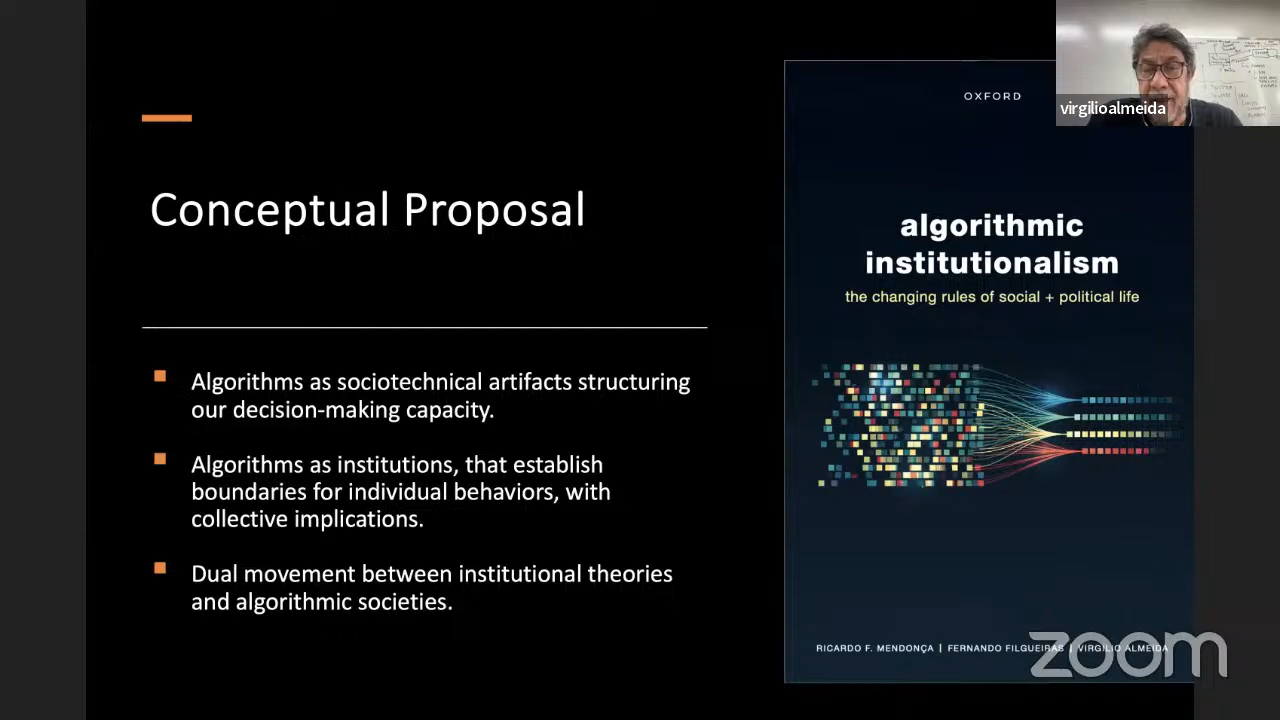 Conceptual Proposal
Algorithms as sociotechnical artifacts structuring
our decision-making capacity.
Algorithms as institutions, that establish
boundaries for individual behaviors, with
collective implications.
Dual movement between institutional theories
and algorithmic societies.
OXFORD
algorithmic
institutionalism
the changing rules of social + political life
RICARDO F. MENDONÇA | FERNANDO FILGUEIRAS | VIRGILIO ALMEIDA
virgilioalmeida
zoom